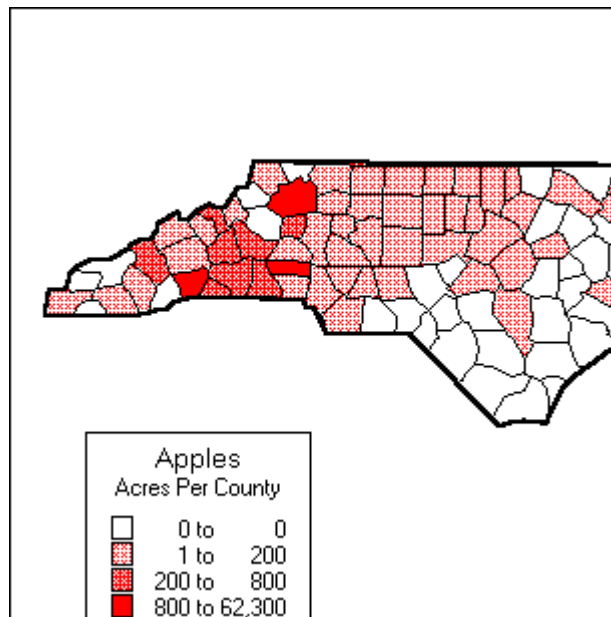 Apples
Acres Per County
0 to 0
1 to 200
200 to 800
800 to 62,300